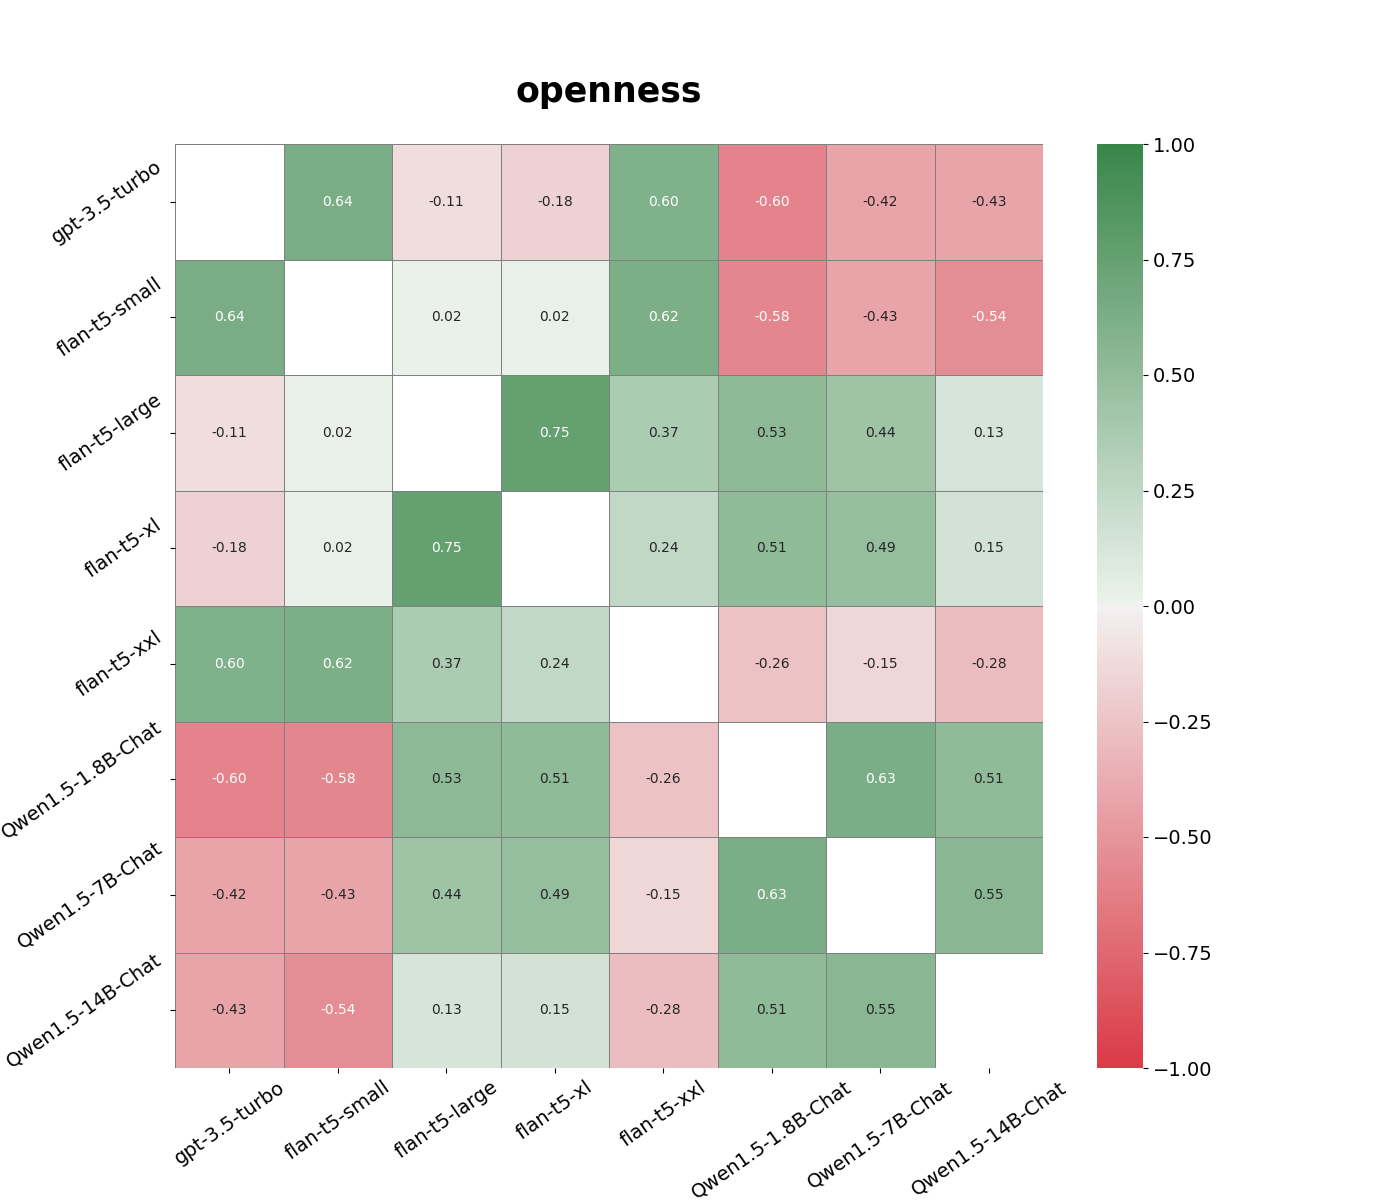 openness
gpt-3.5-turbo 0.64 -0.11 -0.18 0.60 -0.60 -0.42 -0.43
flan-t5-small 0.64 0.02 0.02 0.62 -0.58 -0.43 -0.54
flan-t5-large -0.11 0.02 0.75 0.37 0.53 0.44 0.13
flan-t5-xl -0.18 0.02 0.75 0.24 0.51 0.49 0.15
flan-t5-xxl 0.60 0.62 0.37 0.24 -0.26 -0.15 -0.28
Qwen1.5-1.8B-Chat -0.60 -0.58 0.53 0.51 -0.26 0.63 0.51
Qwen1.5-7B-Chat -0.42 -0.43 0.44 0.49 -0.15 0.63 0.55
Qwen1.5-14B-Chat -0.43 -0.54 0.13 0.15 -0.28 0.51 0.55
gpt-3.5-turbo flan-t5-small flan-t5-large flan-t5-xl flan-t5-xxl Qwen1.5-1.8B-Chat Qwen1.5-7B-Chat Qwen1.5-14B-Chat
1.00
0.75
0.50
0.25
0.00
−0.25
−0.50
−0.75
−1.00